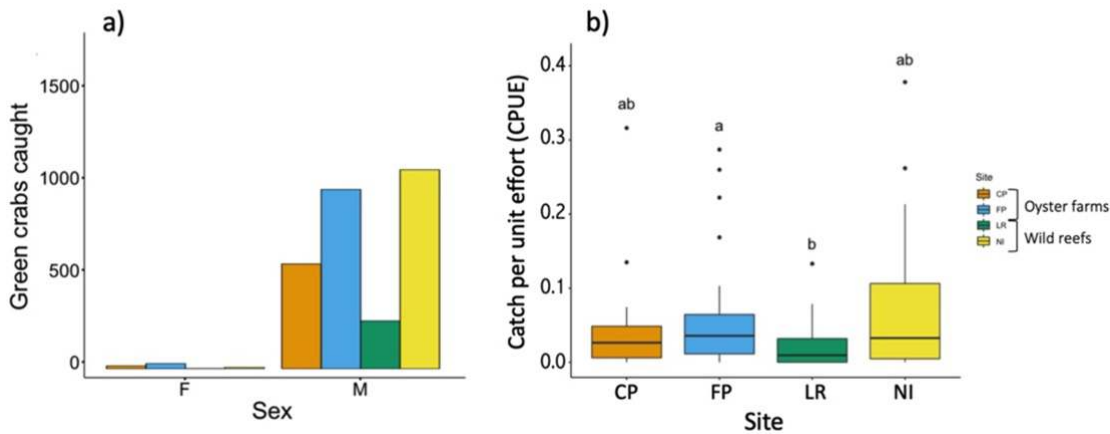 a)
Green crabs caught
1500
1000
500
0
F
M
Sex
b)
Catch per unit effort (CPUE)
0.4
0.3
0.2
0.1
0.0
ab
a
b
ab
CP
FP
LR
NI
Site
Site
CP
FP
Oyster farms
LR
NI
Wild reefs